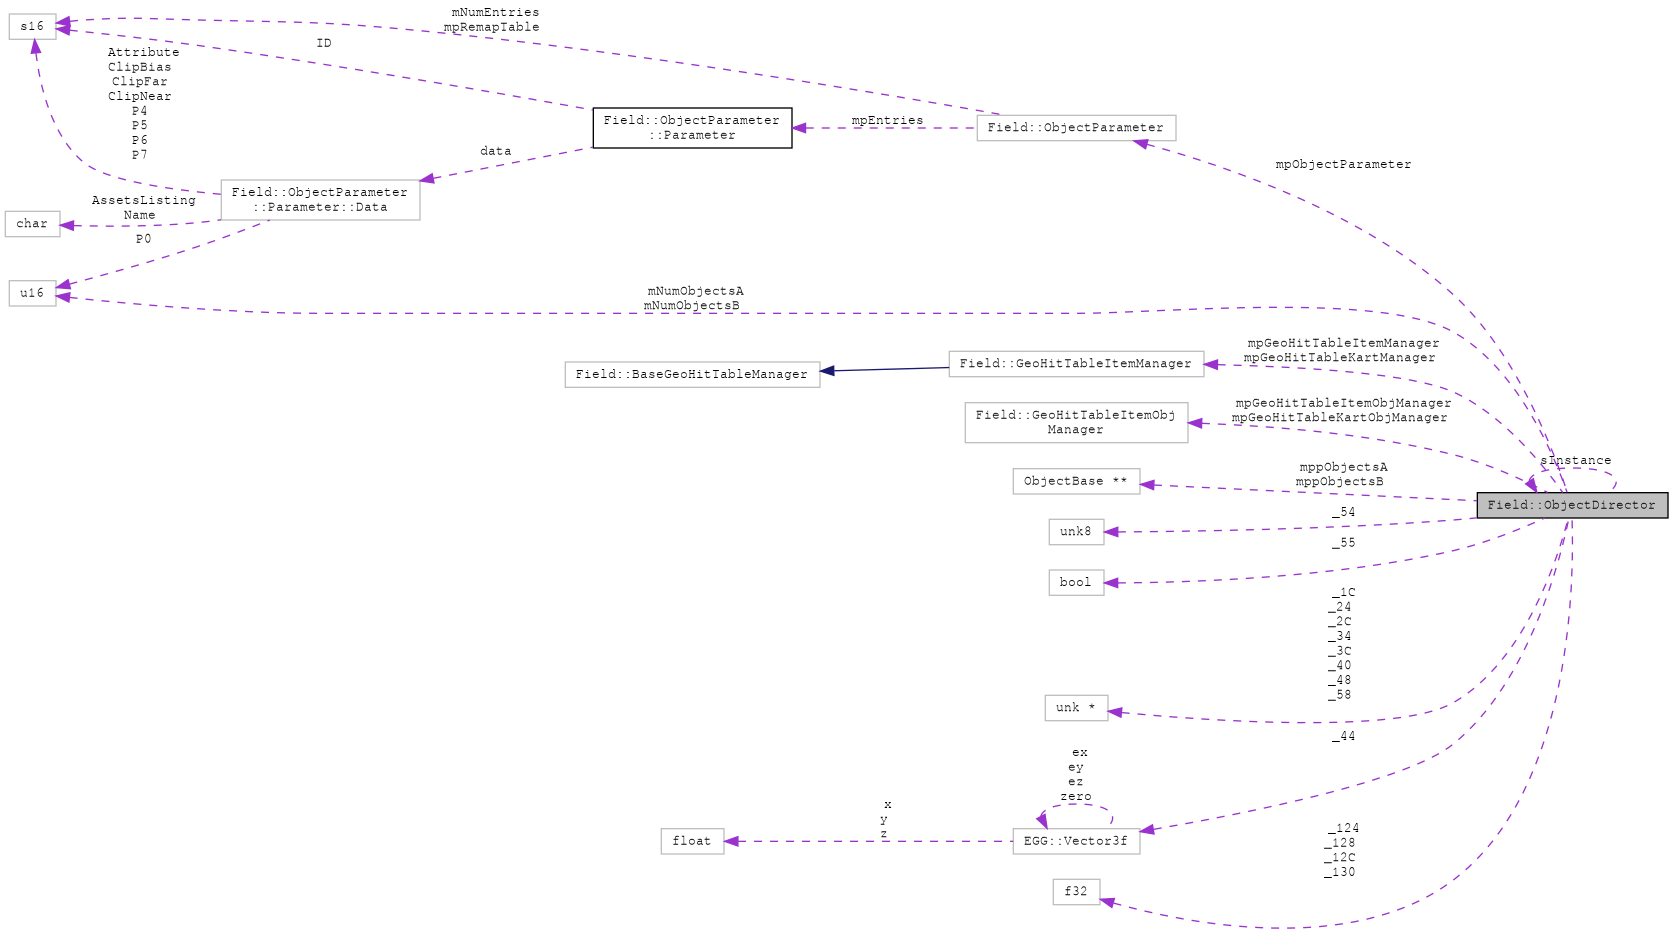 mNumEntries
mpRemapTable
s16
ID
Attribute
ClipBias
ClipFar
ClipNear
P4
P5
P6
P7
Field::ObjectParameter
::Parameter
mpEntries
Field::ObjectParameter
data
mpObjectParameter
Field::ObjectParameter
::Parameter::Data
AssetsListing
Name
char
P0
u16
mNumObjectsA
mNumObjectsB
mpGeoHitTableItemManager
mpGeoHitTableKartManager
Field::GeoHitTableItemManager
Field::BaseGeoHitTableManager
mpGeoHitTableItemObjManager
mpGeoHitTableKartObjManager
Field::GeoHitTableItemObj
Manager
sInstance
mppObjectsA
mppObjectsB
ObjectBase **
Field::ObjectDirector
_54
unk8
_55
bool
_1C
_24
_2C
_34
_3C
_40
_48
_58
unk *
_44
ex
ey
ez
zero
x
y
z
float
EGG::Vector3f
_124
_128
_12C
_130
f32